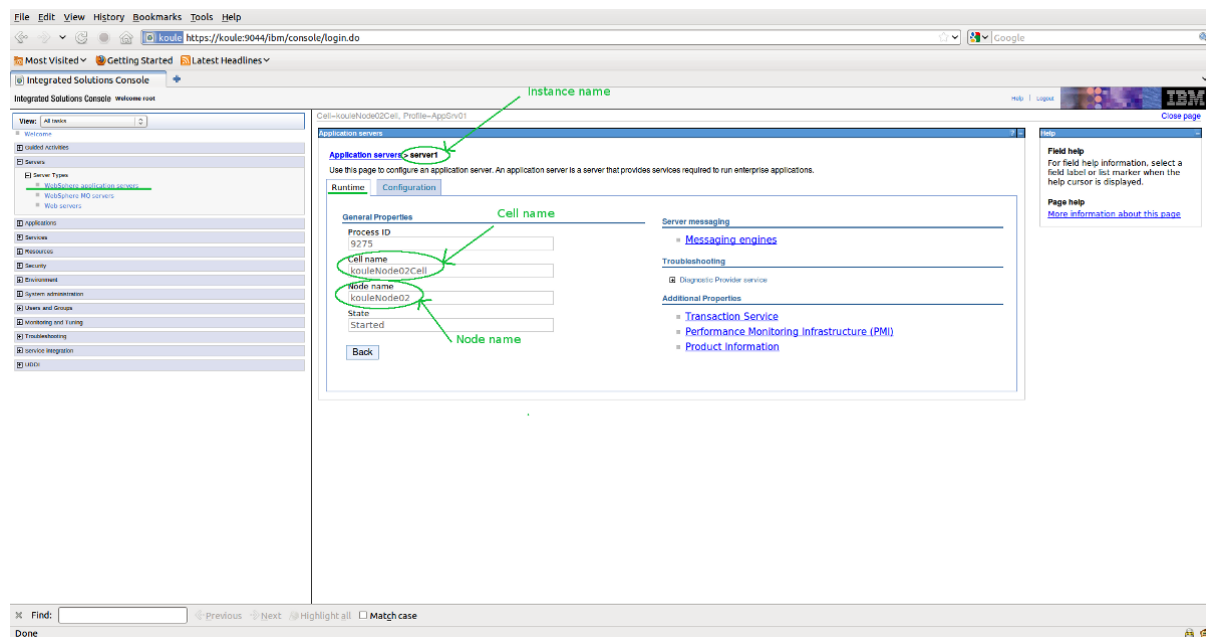 File Edit View History Bookmarks Tools Help
koule https://koule:9044/ibm/console/login.do
Google
Most Visited Getting Started Latest Headlines
Integrated Solutions Console
Integrated Solutions Console Welcome root
Help | Logout
IBM
Instance name
View: All tasks
Cell=kouleNode02Cell, Profile=AppSrv01
Close page
Welcome
Guided Activities
Servers
Server Types
WebSphere application servers
WebSphere MQ servers
Web servers
Applications
Services
Resources
Security
Environment
System administration
Users and Groups
Monitoring and Tuning
Troubleshooting
Service integration
UDDI
Application servers
? -
Application servers > server1
Use this page to configure an application server. An application server is a server that provides services required to run enterprise applications.
Runtime Configuration
General Properties
Cell name
Process ID
9275
Cell name
kouleNode02Cell
Node name
kouleNode02
State
Started
Node name
Back
Server messaging
Messaging engines
Troubleshooting
Diagnostic Provider service
Additional Properties
Transaction Service
Performance Monitoring Infrastructure (PMI)
Product Information
Help
Field help
For field help information, select a
field label or list marker when the
help cursor is displayed.
Page help
More information about this page
Find: Previous Next Highlight all Match case
Done